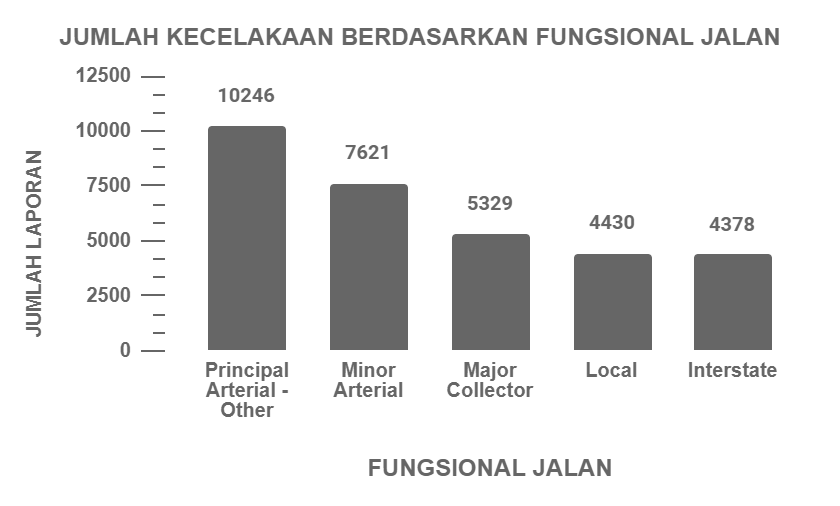 JUMLAH KECELAKAAN BERDASARKAN FUNGSIONAL JALAN
JUMLAH LAPORAN
12500
10000
7500
5000
2500
0
10246
7621
5329
4430
4378
Principal
Arterial -
Other
Minor
Arterial
Major
Collector
Local
Interstate
FUNGSIONAL JALAN